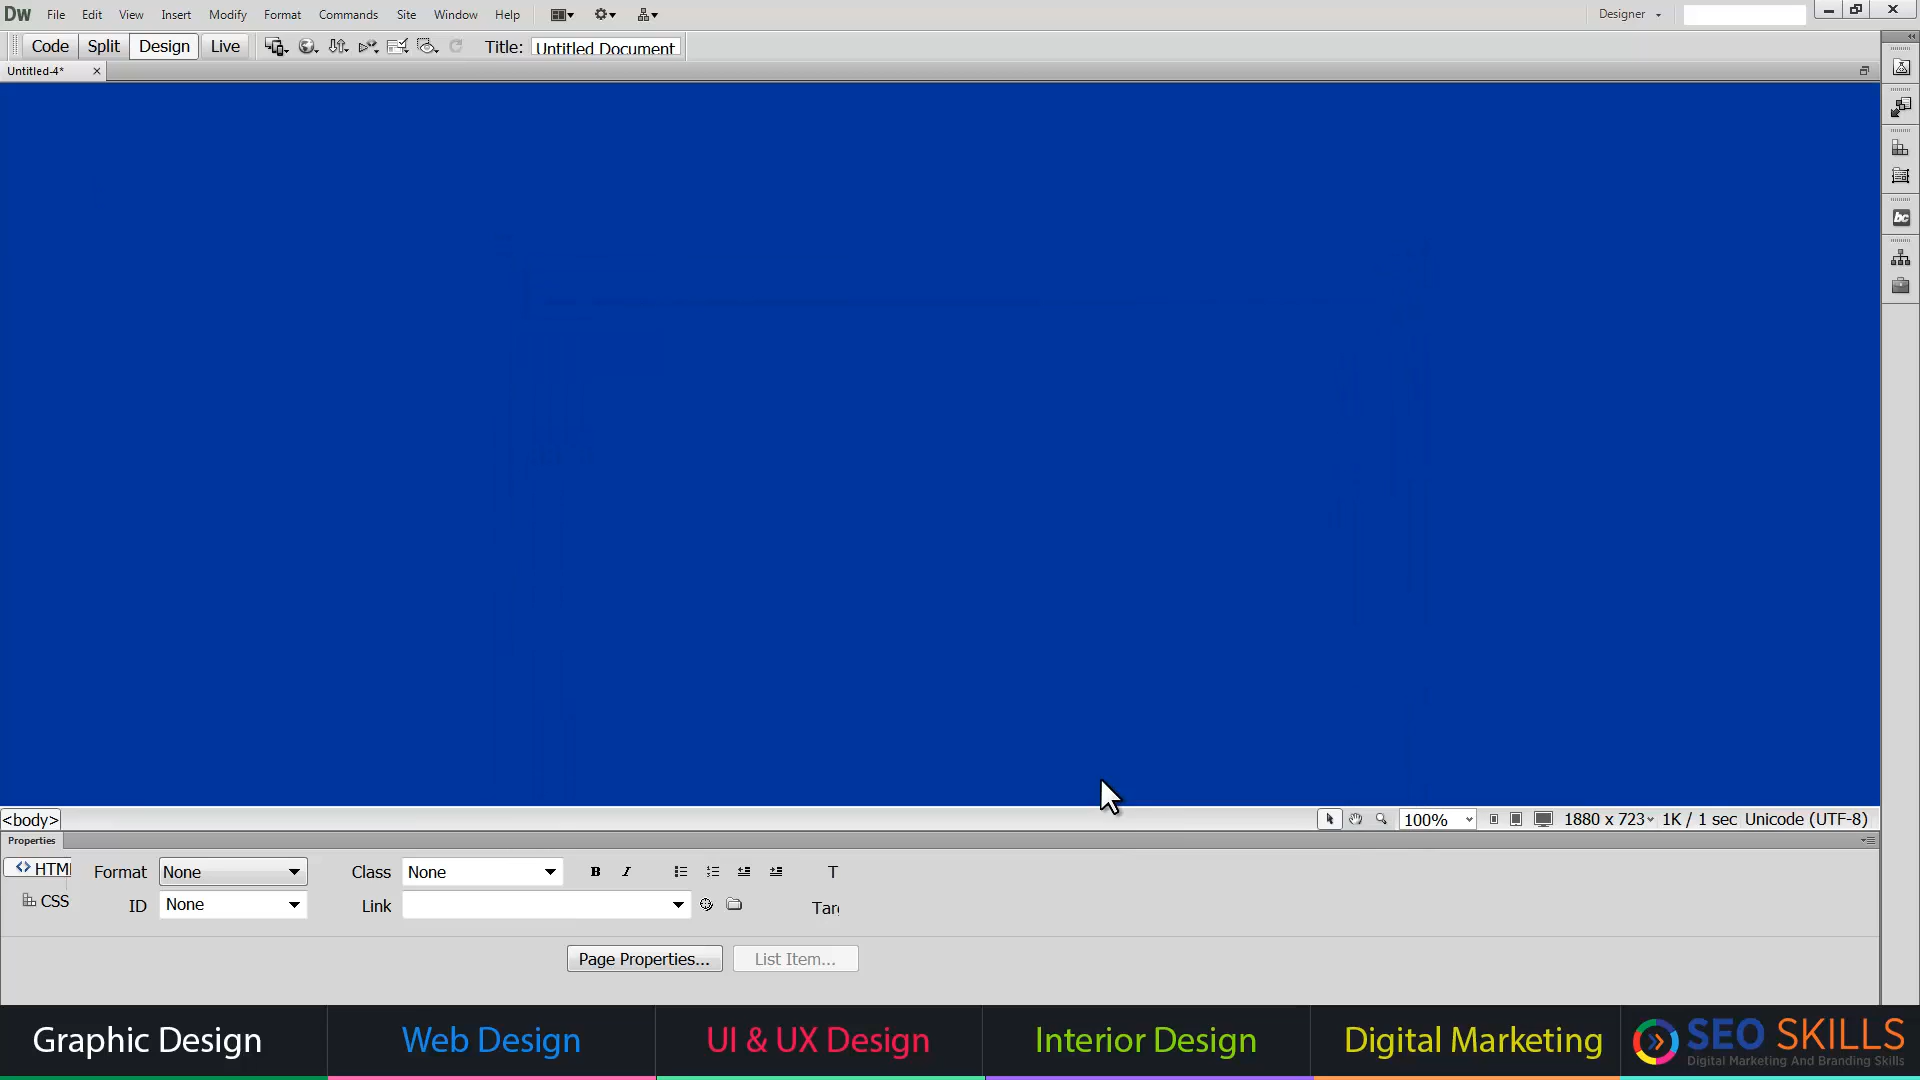 Dw File Edit View Insert Modify Format Commands Site Window Help Designer
Code Split Design Live Title: Untitled Document
Untitled-4*
bc
<body> 100% 1880 x 723 1K / 1 sec Unicode (UTF-8)
Properties
<> HTML Format None Class None B I T
CSS ID None Link Tar
Page Properties... List Item...
Graphic Design Web Design UI & UX Design Interior Design Digital Marketing SEO SKILLS
Digital Marketing And Branding Skills